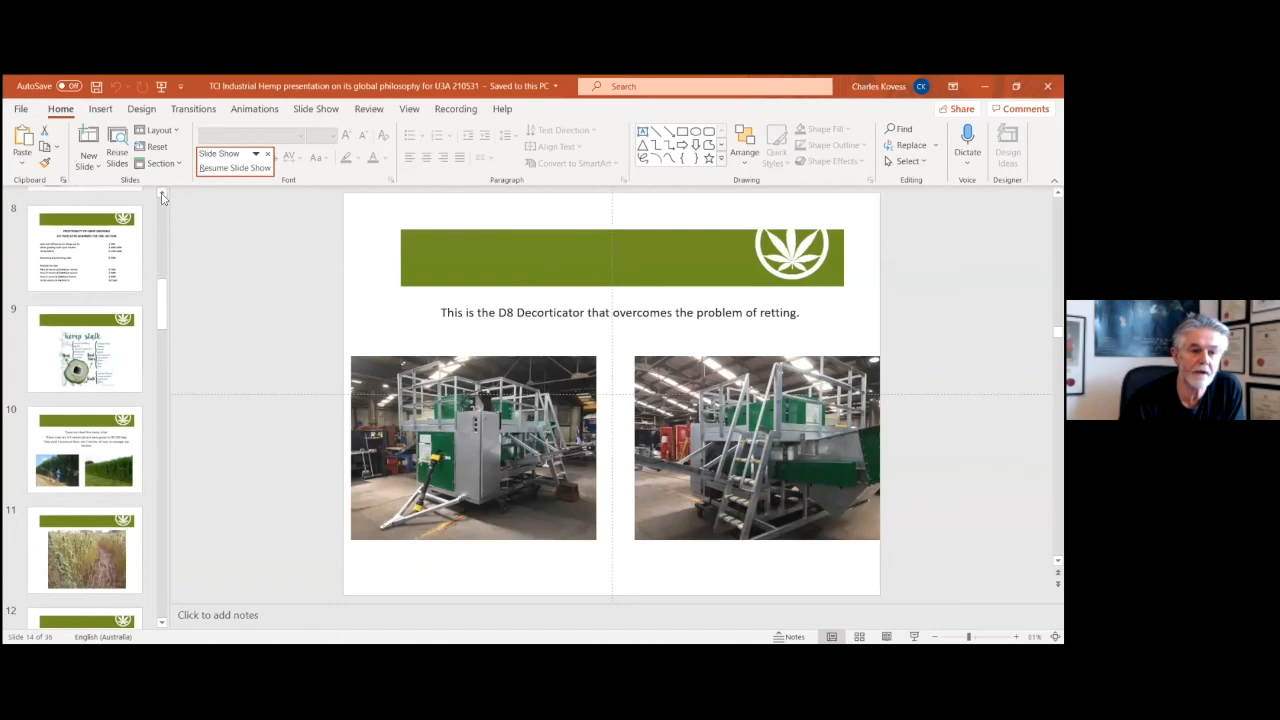 AutoSave Off
TCI Industrial Hemp presentation on its global philosophy for U3A 210531 - Saved to this PC
Search
Charles Kovess CK
File Home Insert Design Transitions Animations Slide Show Review View Recording Help
Share Comments
Paste
New Slides
Reuse Slides
Layout
Reset
Section
Slide Show
Resume Slide Show
Text Direction
Align Text
Convert to SmartArt
Arrange
Quick Styles
Shape Fill
Shape Outline
Shape Effects
Find
Replace
Select
Dictate
Design Ideas
Clipboard Slides Font Paragraph Drawing Editing Voice Designer
8
9
hemp stalk
10
11
12
This is the D8 Decorticator that overcomes the problem of retting.
Click to add notes
Slide 14 of 36 English (Australia) Notes 81%